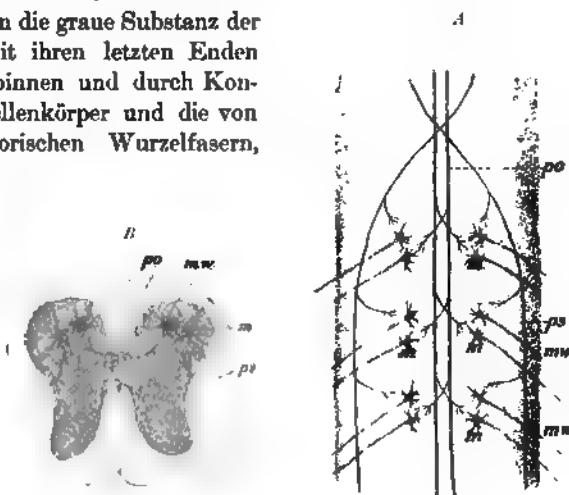 n die graue Substanz der
it ihren letzten Enden
pinnen und durch Kon-
ellenkörper und die von
orischen Wurzelfasern,
A
po
m
ps
mw
m
m
mw
m
B
po mw
m
ps